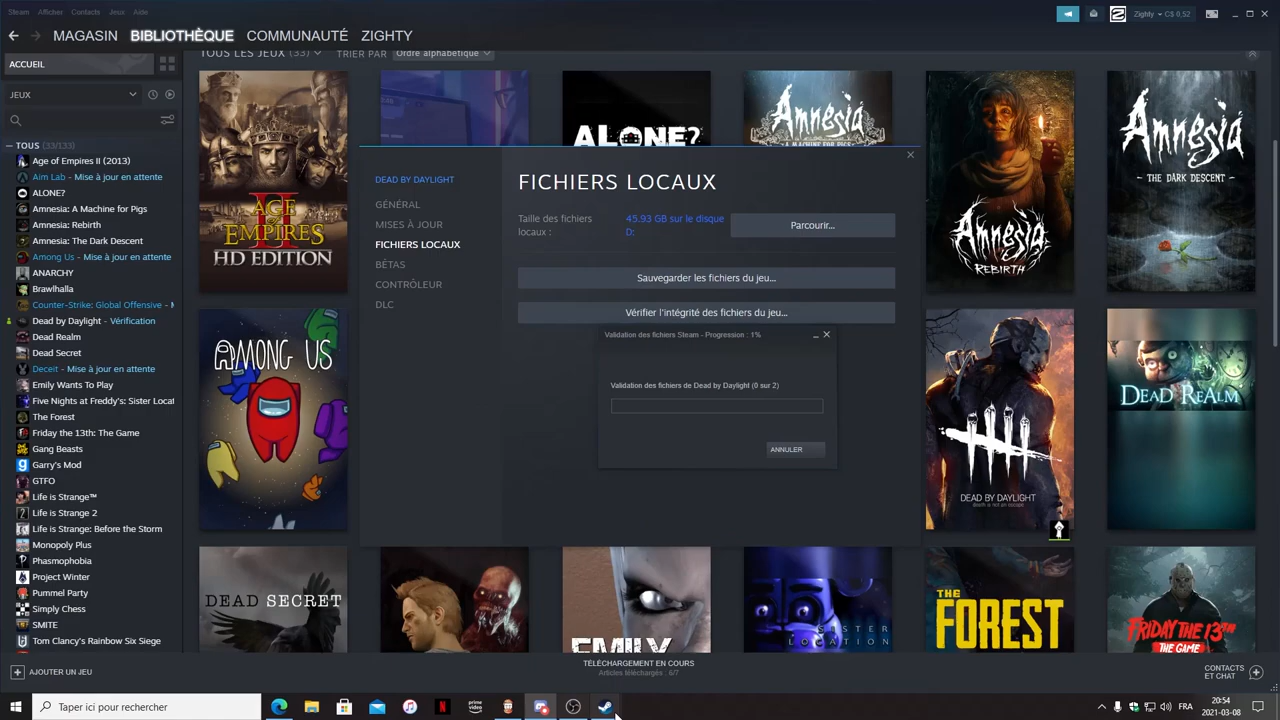 Steam Afficher Contacts Jeux Aide
Zighty C$ 0,52
MAGASIN BIBLIOTHÈQUE COMMUNAUTÉ ZIGHTY
ACCUEIL
TOUS LES JEUX (33) TRIER PAR Ordre alphabétique
JEUX
TOUS (33/133)
Age of Empires II (2013)
Aim Lab - Mise à jour en attente
ALONE?
Amnesia: A Machine for Pigs
Amnesia: Rebirth
Amnesia: The Dark Descent
Among Us - Mise à jour en attente
ANARCHY
Brawlhalla
Counter-Strike: Global Offensive - M
Dead by Daylight - Vérification
Dead Realm
Dead Secret
Deceit - Mise à jour en attente
Emily Wants To Play
Five Nights at Freddy's: Sister Locat
The Forest
Friday the 13th: The Game
Gang Beasts
Garry's Mod
GTFO
Life is Strange™
Life is Strange 2
Life is Strange: Before the Storm
Monopoly Plus
Phasmophobia
Project Winter
Pummel Party
Simply Chess
SMITE
Tom Clancy's Rainbow Six Siege
AGE OF EMPIRES II
HD EDITION
ALONE?
Amnesia
A MACHINE FOR PIGS
Amnesia
REBIRTH
Amnesia
- THE DARK DESCENT -
DEAD BY DAYLIGHT
GÉNÉRAL
MISES À JOUR
FICHIERS LOCAUX
BÊTAS
CONTRÔLEUR
DLC
FICHIERS LOCAUX
Taille des fichiers locaux :
45.93 GB sur le disque D:
Parcourir...
Sauvegarder les fichiers du jeu...
Vérifier l'intégrité des fichiers du jeu...
Validation des fichiers Steam - Progression : 1%
Validation des fichiers de Dead by Daylight (0 sur 2)
ANNULER
AMONG US
DEAD BY DAYLIGHT
death is not an escape
DEAD REALM
DEAD SECRET
EMILY
SISTER
LOCATION
THE
FOREST
FRIDAY THE 13TH
THE GAME
AJOUTER UN JEU
TÉLÉCHARGEMENT EN COURS
Articles téléchargés : 6/7
CONTACTS
ET CHAT
Taper ici pour rechercher
prime video
FRA
20:54
2021-03-08